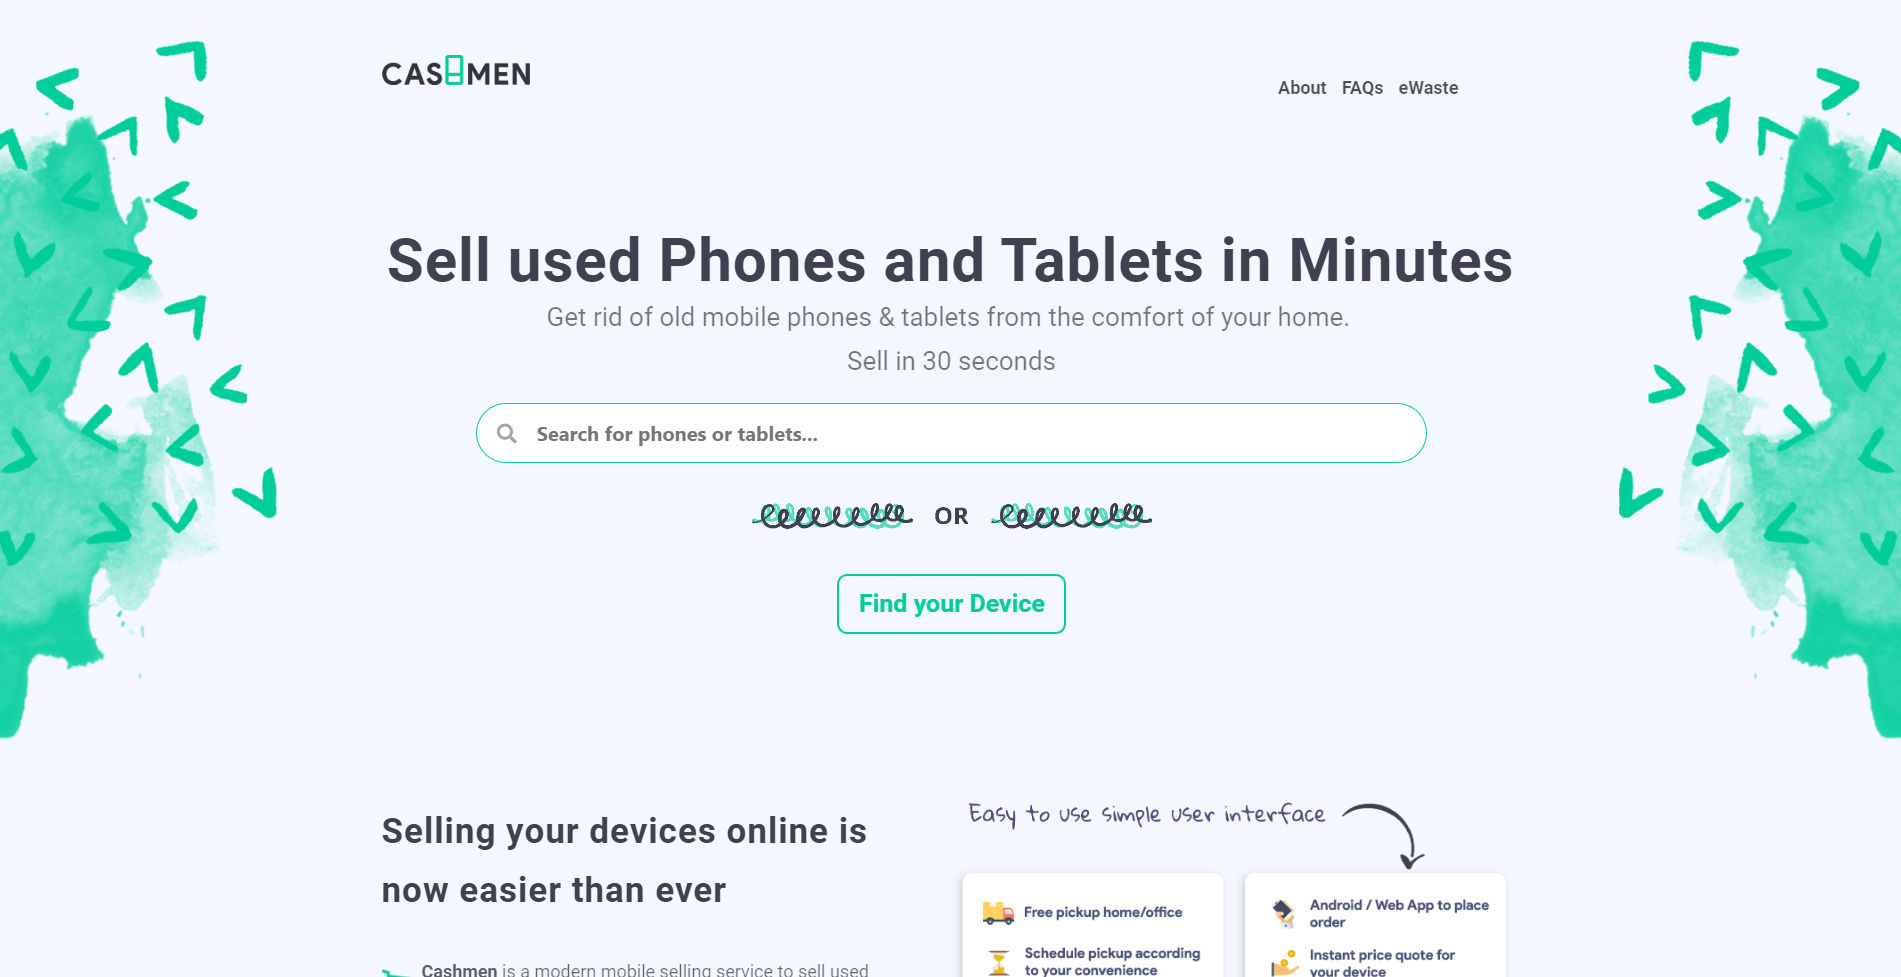 CASHMEN
About FAQs eWaste
Sell used Phones and Tablets in Minutes
Get rid of old mobile phones & tablets from the comfort of your home.
Sell in 30 seconds
Search for phones or tablets...
OR
Find your Device
Selling your devices online is
now easier than ever
Cashmen is a modern mobile selling service to sell used
Easy to use simple user interface
Free pickup home/office
Schedule pickup according
to your convenience
Android / Web App to place
order
Instant price quote for
your device